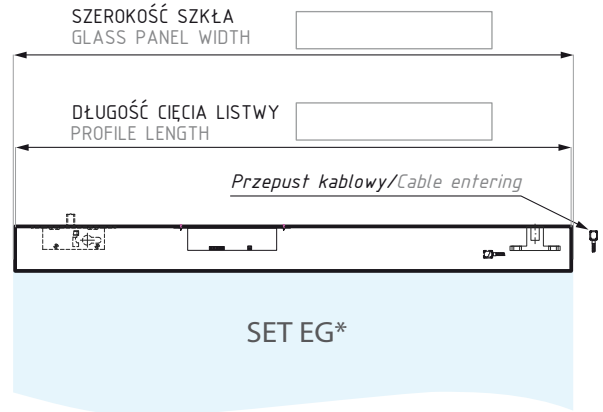 SZEROKOŚĆ SZKŁA
GLASS PANEL WIDTH
DŁUGOŚĆ CIĘCIA LISTWY
PROFILE LENGTH
Przepust kablowy/Cable entering
SET EG*